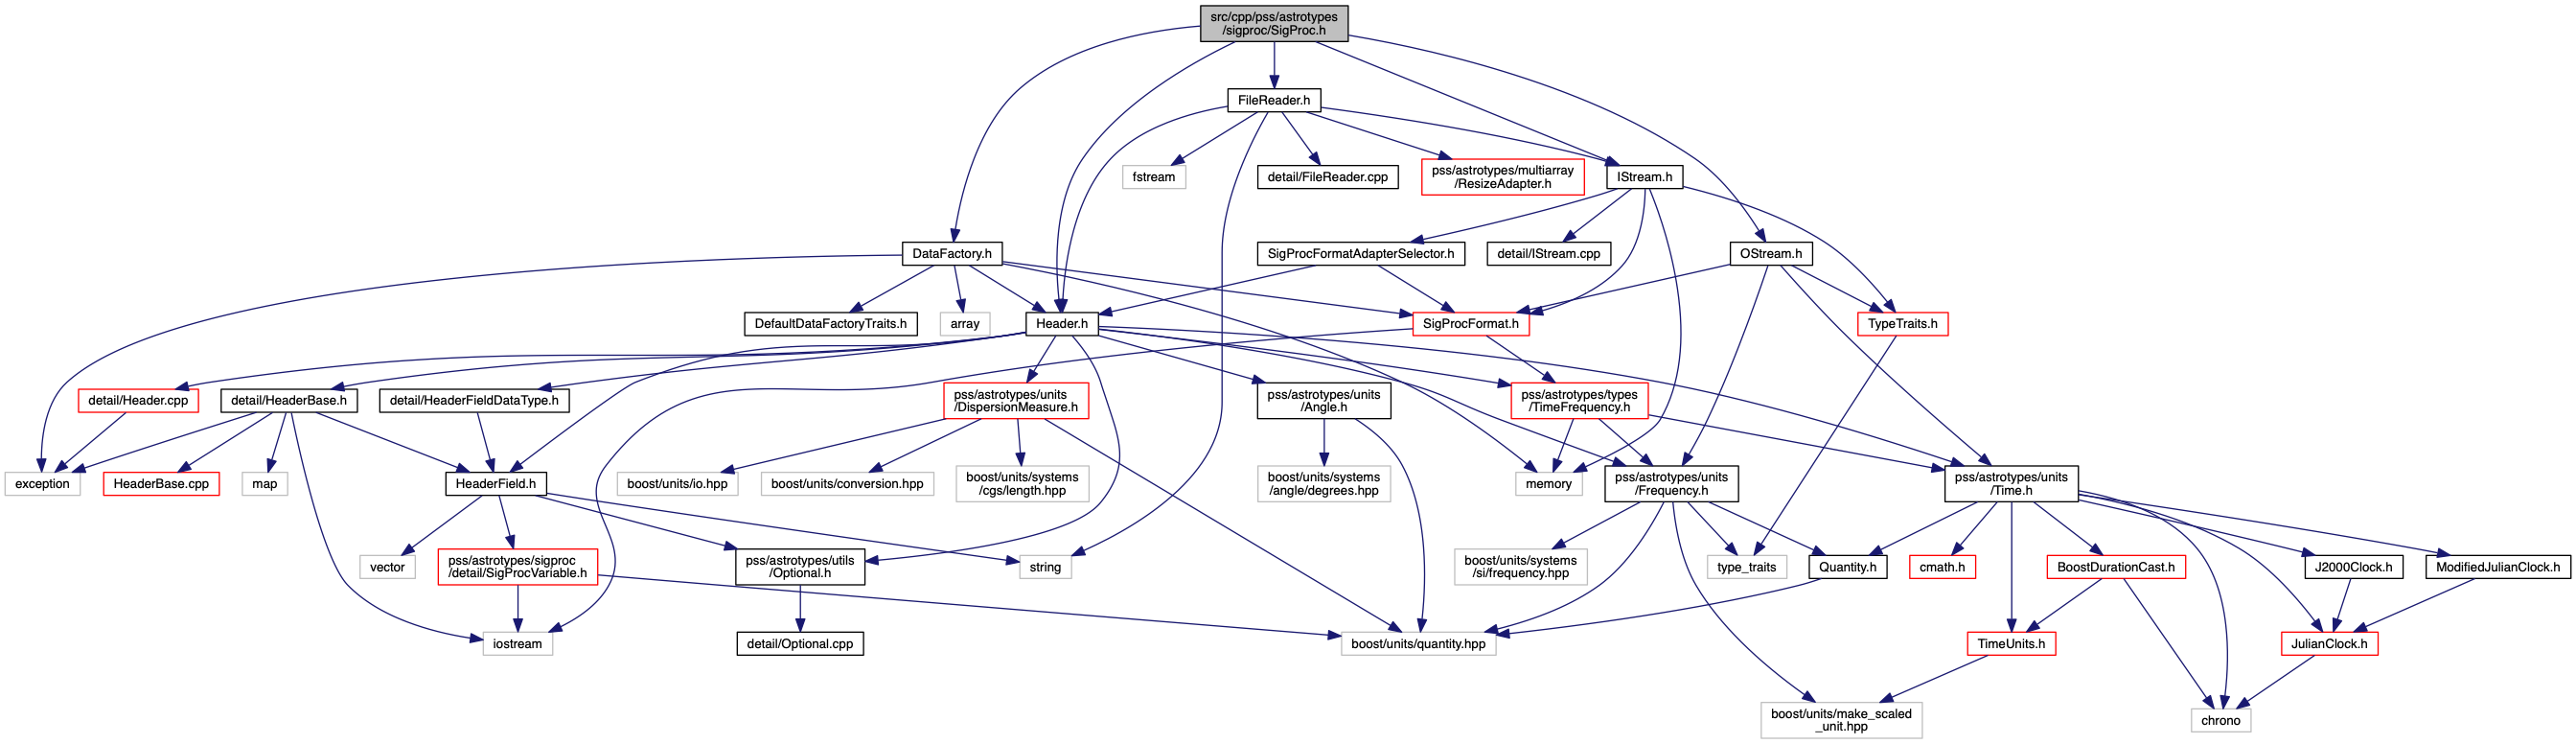 src/cpp/pss/astrotypes
/sigproc/SigProc.h
FileReader.h
fstream
detail/FileReader.cpp
pss/astrotypes/multiarray
/ResizeAdapter.h
IStream.h
DataFactory.h
SigProcFormatAdapterSelector.h
detail/IStream.cpp
OStream.h
DefaultDataFactoryTraits.h
array
Header.h
SigProcFormat.h
TypeTraits.h
detail/Header.cpp
detail/HeaderBase.h
detail/HeaderFieldDataType.h
pss/astrotypes/units
/DispersionMeasure.h
pss/astrotypes/units
/Angle.h
pss/astrotypes/types
/TimeFrequency.h
exception
HeaderBase.cpp
map
HeaderField.h
boost/units/io.hpp
boost/units/conversion.hpp
boost/units/systems
/cgs/length.hpp
boost/units/systems
/angle/degrees.hpp
memory
pss/astrotypes/units
/Frequency.h
pss/astrotypes/units
/Time.h
vector
pss/astrotypes/sigproc
/detail/SigProcVariable.h
pss/astrotypes/utils
/Optional.h
string
boost/units/systems
/si/frequency.hpp
type_traits
Quantity.h
cmath.h
BoostDurationCast.h
J2000Clock.h
ModifiedJulianClock.h
iostream
detail/Optional.cpp
boost/units/quantity.hpp
TimeUnits.h
JulianClock.h
boost/units/make_scaled
_unit.hpp
chrono